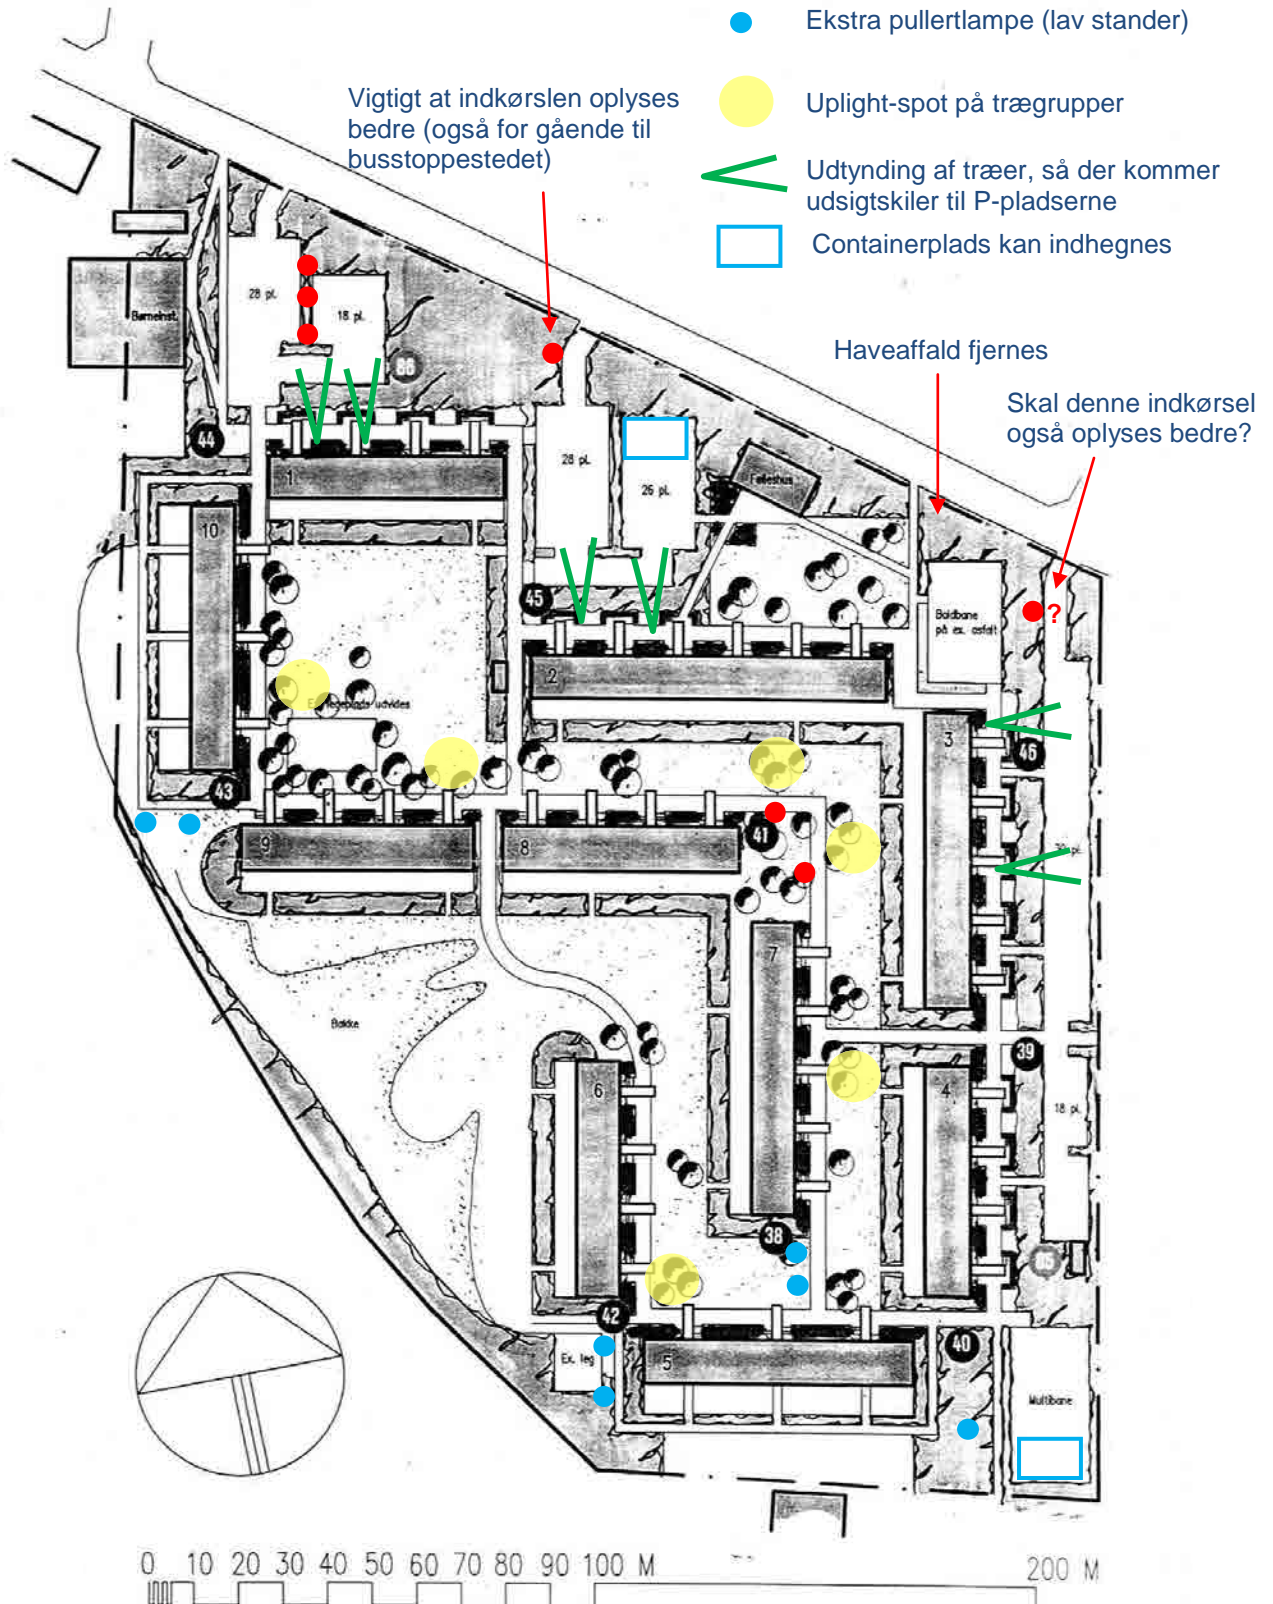 Ekstra pullertlampe (lav stander)
Vigtigt at indkørslen oplyses
bedre (også for gående til
busstoppestedet)
Uplight-spot på trægrupper
Udtynding af træer, så der kommer
udsigtskiler til P-pladserne
Containerplads kan indhegnes
Børneinst.
28 pl.
18 pl.
Haveaffald fjernes
Skal denne indkørsel
også oplyses bedre?
44
1
28 pl.
26 pl.
Fælleshus
10
45
Boldbane
på ex. asfalt
?
2
legeplads udvides
3
46
43
9
8
41
7
Bakke
39
6
4
18 pl.
38
42
Ex. leg
5
40
Multibane
0 10 20 30 40 50 60 70 80 90 100 M 200 M